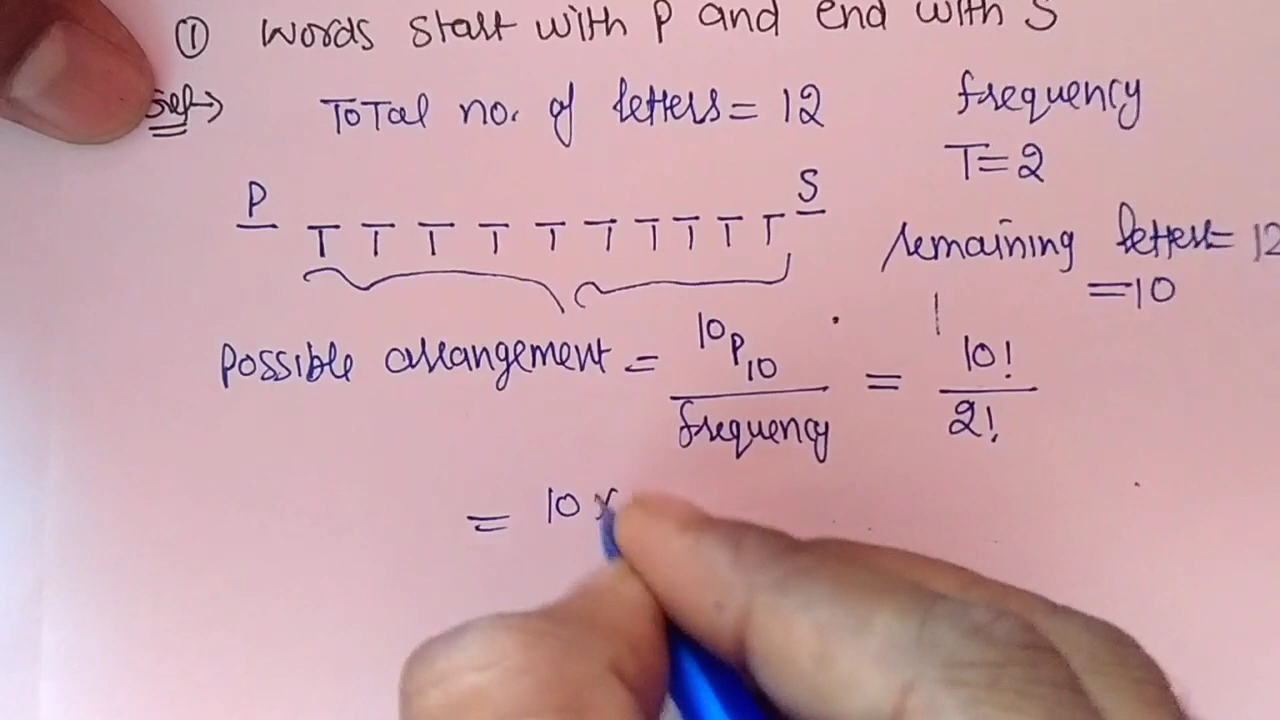 ① words start with P and end with S
Sol→
Total no. of letters = 12
frequency
T=2
P T T T T T T T T T T S
remaining letters= 12
=10
possible arrangement = 10P10 / frequency = 10! / 2!
= 10 ×